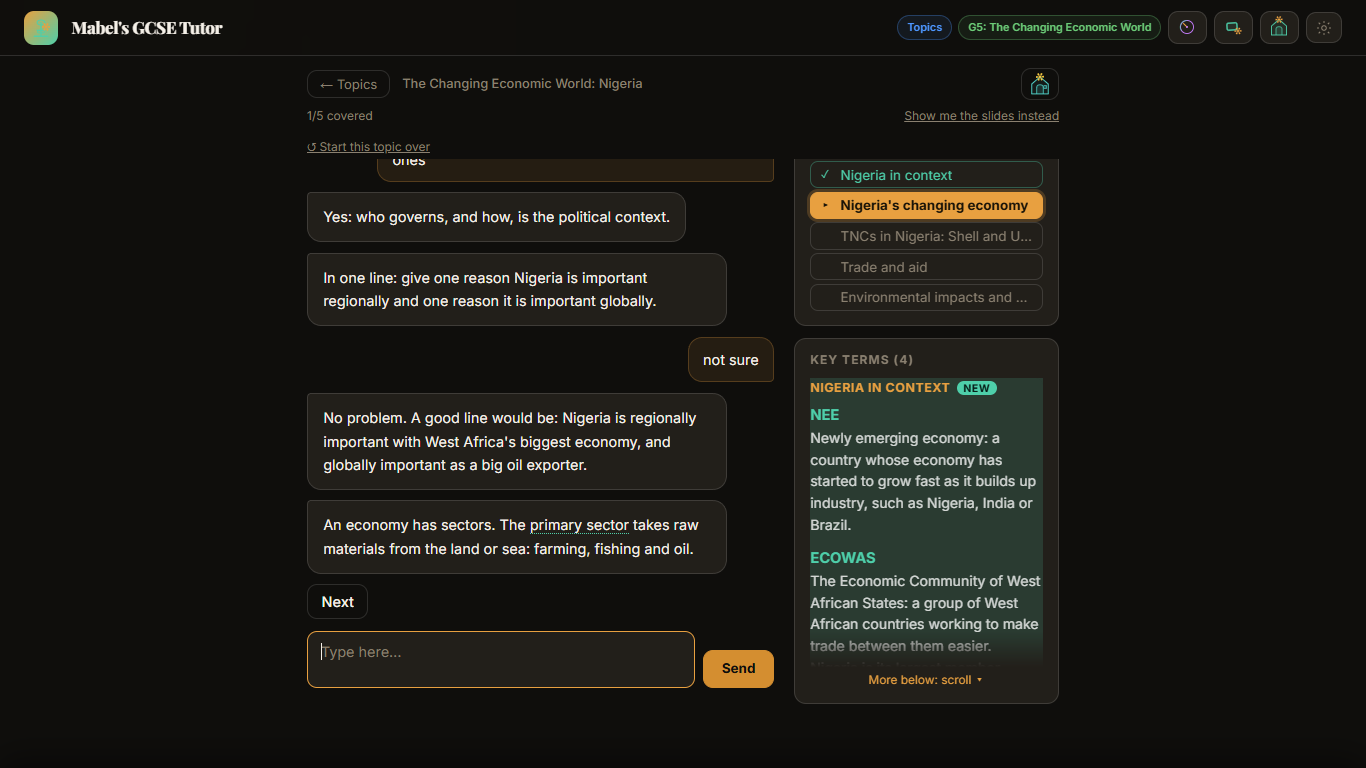 Mabel's GCSE Tutor
Topics
G5: The Changing Economic World
← Topics
The Changing Economic World: Nigeria
1/5 covered
Show me the slides instead
↺ Start this topic over
ones
Yes: who governs, and how, is the political context.
In one line: give one reason Nigeria is important
regionally and one reason it is important globally.
not sure
No problem. A good line would be: Nigeria is regionally
important with West Africa's biggest economy, and
globally important as a big oil exporter.
An economy has sectors. The primary sector takes raw
materials from the land or sea: farming, fishing and oil.
Next
Type here...
Send
✓ Nigeria in context
▸ Nigeria's changing economy
TNCs in Nigeria: Shell and U...
Trade and aid
Environmental impacts and ...
KEY TERMS (4)
NIGERIA IN CONTEXT NEW
NEE
Newly emerging economy: a
country whose economy has
started to grow fast as it builds up
industry, such as Nigeria, India or
Brazil.
ECOWAS
The Economic Community of West
African States: a group of West
African countries working to make
trade between them easier.
More below: scroll ▾